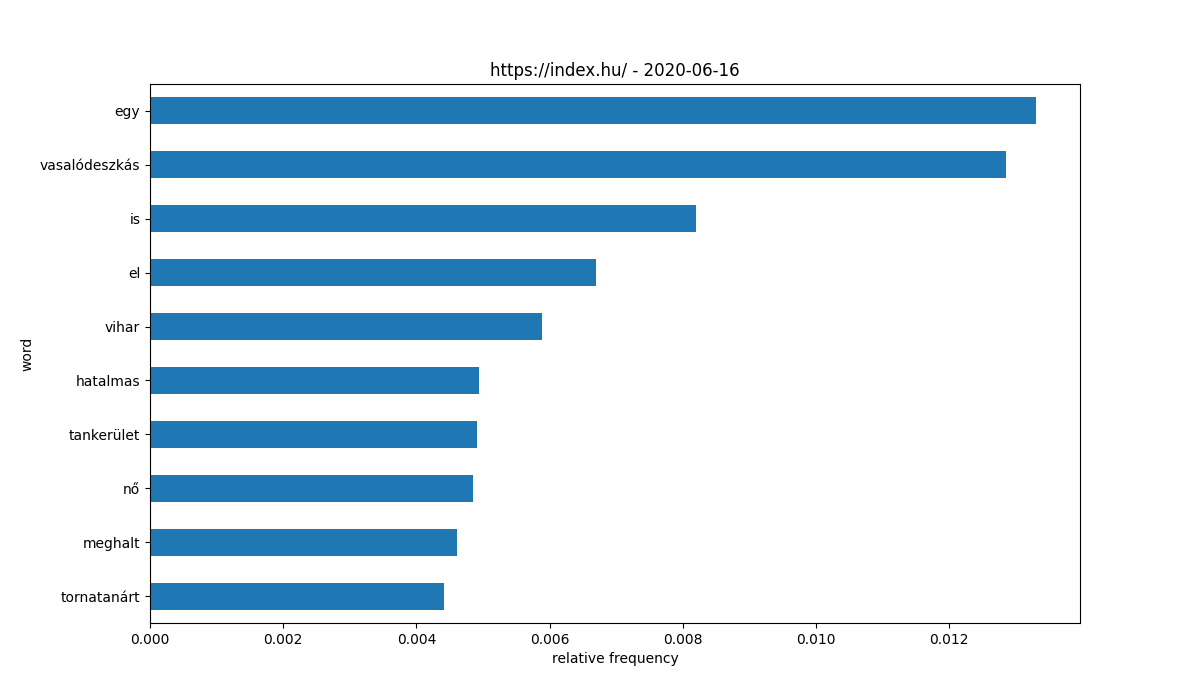 https://index.hu/ - 2020-06-16
egy
vasalódeszkás
is
el
vihar
hatalmas
tankerület
nő
meghalt
tornatanárt
word
0.000 0.002 0.004 0.006 0.008 0.010 0.012
relative frequency